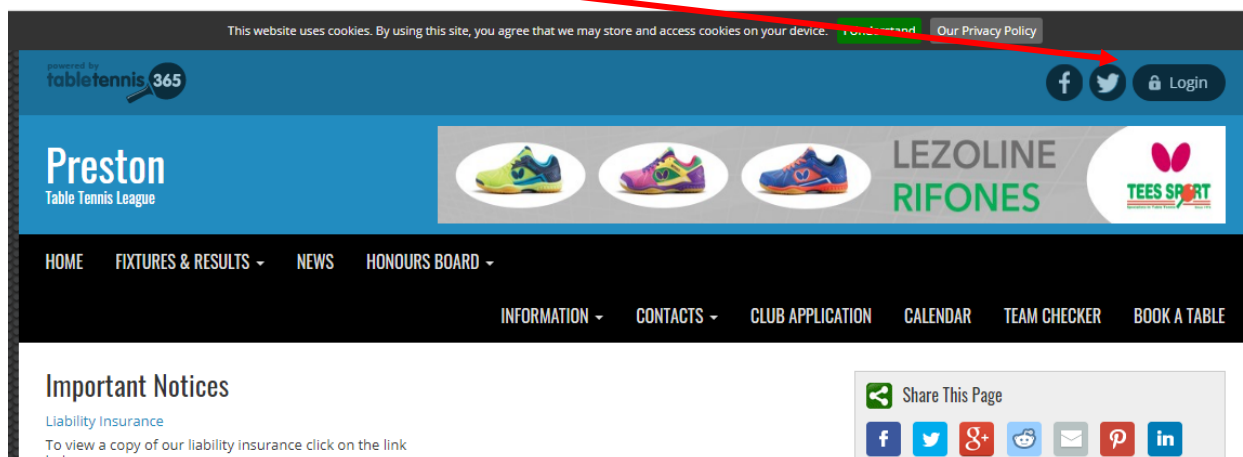 This website uses cookies. By using this site, you agree that we may store and access cookies on your device.
Our Privacy Policy
powered by
tabletennis 365
Login
Preston
Table Tennis League
LEZOLINE
RIFONES
TEES SPORT
HOME FIXTURES & RESULTS NEWS HONOURS BOARD
INFORMATION CONTACTS CLUB APPLICATION CALENDAR TEAM CHECKER BOOK A TABLE
Important Notices
Liability Insurance
To view a copy of our liability insurance click on the link
Share This Page